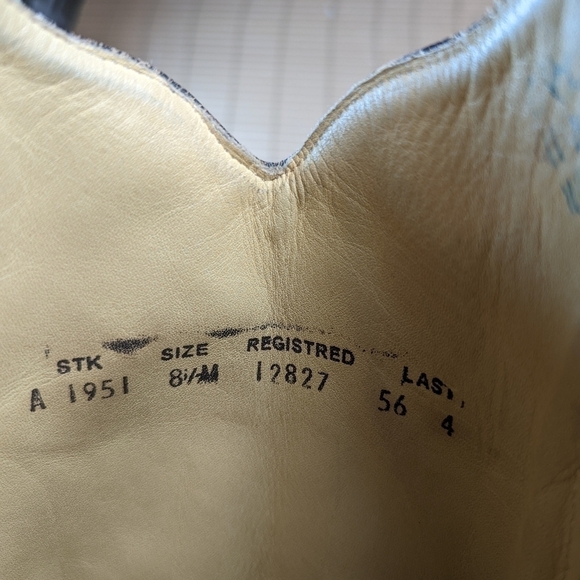 STK SIZE REGISTRED LAST
A 1951 8½M 12827 56 4